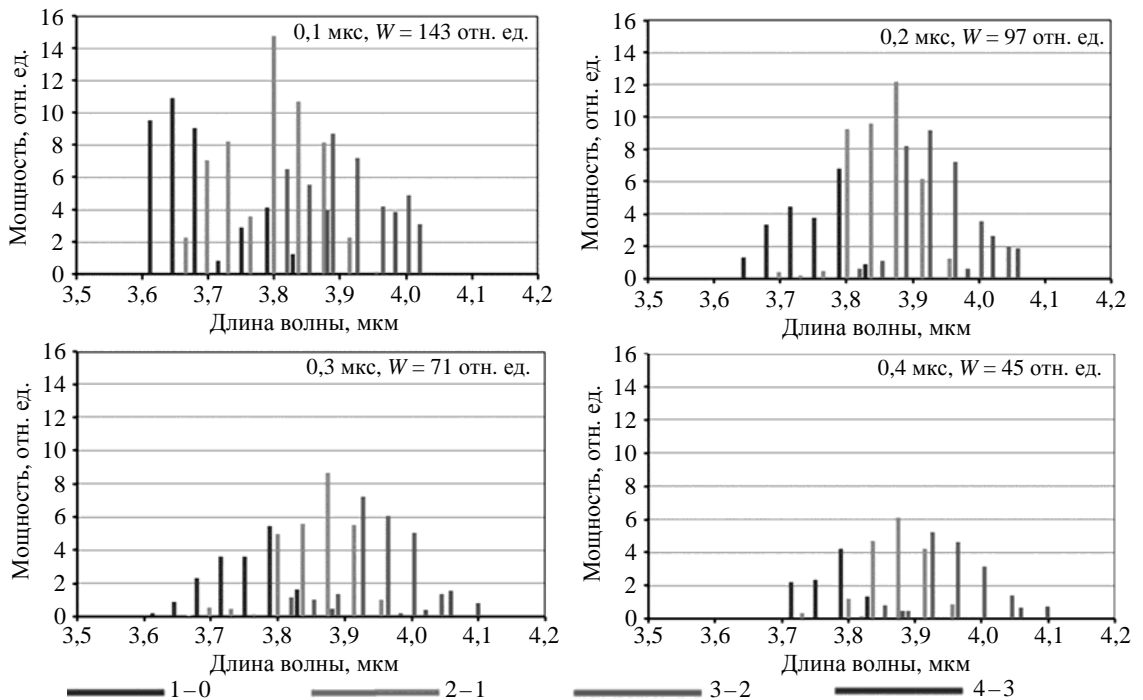 0,1 мкс, W = 143 отн. ед.
Мощность, отн. ед.
16
14
12
10
8
6
4
2
0
3,5 3,6 3,7 3,8 3,9 4,0 4,1 4,2
Длина волны, мкм
0,2 мкс, W = 97 отн. ед.
Мощность, отн. ед.
16
14
12
10
8
6
4
2
0
3,5 3,6 3,7 3,8 3,9 4,0 4,1 4,2
Длина волны, мкм
0,3 мкс, W = 71 отн. ед.
Мощность, отн. ед.
16
14
12
10
8
6
4
2
0
3,5 3,6 3,7 3,8 3,9 4,0 4,1 4,2
Длина волны, мкм
0,4 мкс, W = 45 отн. ед.
Мощность, отн. ед.
16
14
12
10
8
6
4
2
0
3,5 3,6 3,7 3,8 3,9 4,0 4,1 4,2
Длина волны, мкм
1–0 2–1 3–2 4–3